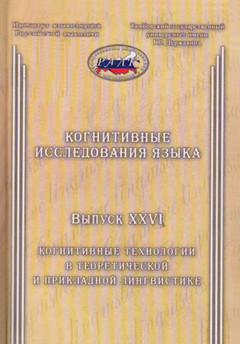 Институт языкознания
Российской академии
Тамбовский государственный
университет имени
Г.Р. Державина
РАЛК
КОГНИТИВНЫЕ
ИССЛЕДОВАНИЯ ЯЗЫКА
Выпуск XXVI
КОГНИТИВНЫЕ ТЕХНОЛОГИИ
В ТЕОРЕТИЧЕСКОЙ
И ПРИКЛАДНОЙ ЛИНГВИСТИКЕ